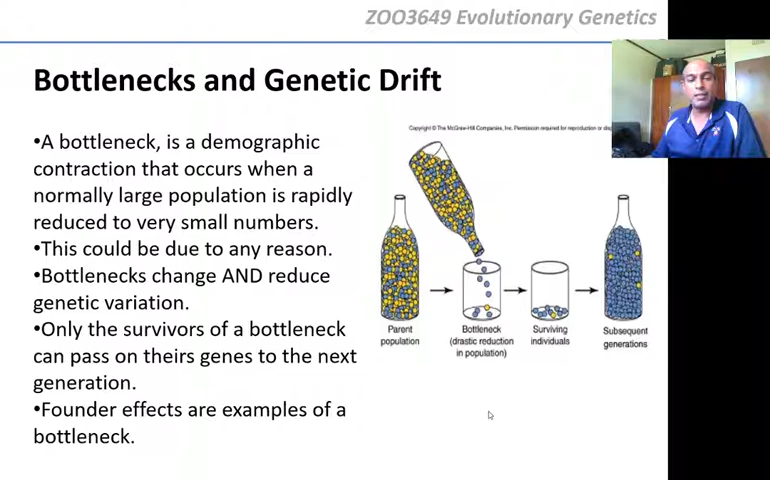 ZOO3649 Evolutionary Genetics
Bottlenecks and Genetic Drift
•A bottleneck, is a demographic
contraction that occurs when a
normally large population is rapidly
reduced to very small numbers.
•This could be due to any reason.
•Bottlenecks change AND reduce
genetic variation.
•Only the survivors of a bottleneck
can pass on theirs genes to the next
generation.
•Founder effects are examples of a
bottleneck.
Copyright © The McGraw-Hill Companies, Inc. Permission required for reproduction or
Parent
population
Bottleneck
(drastic reduction
in population)
Surviving
individuals
Subsequent
generations